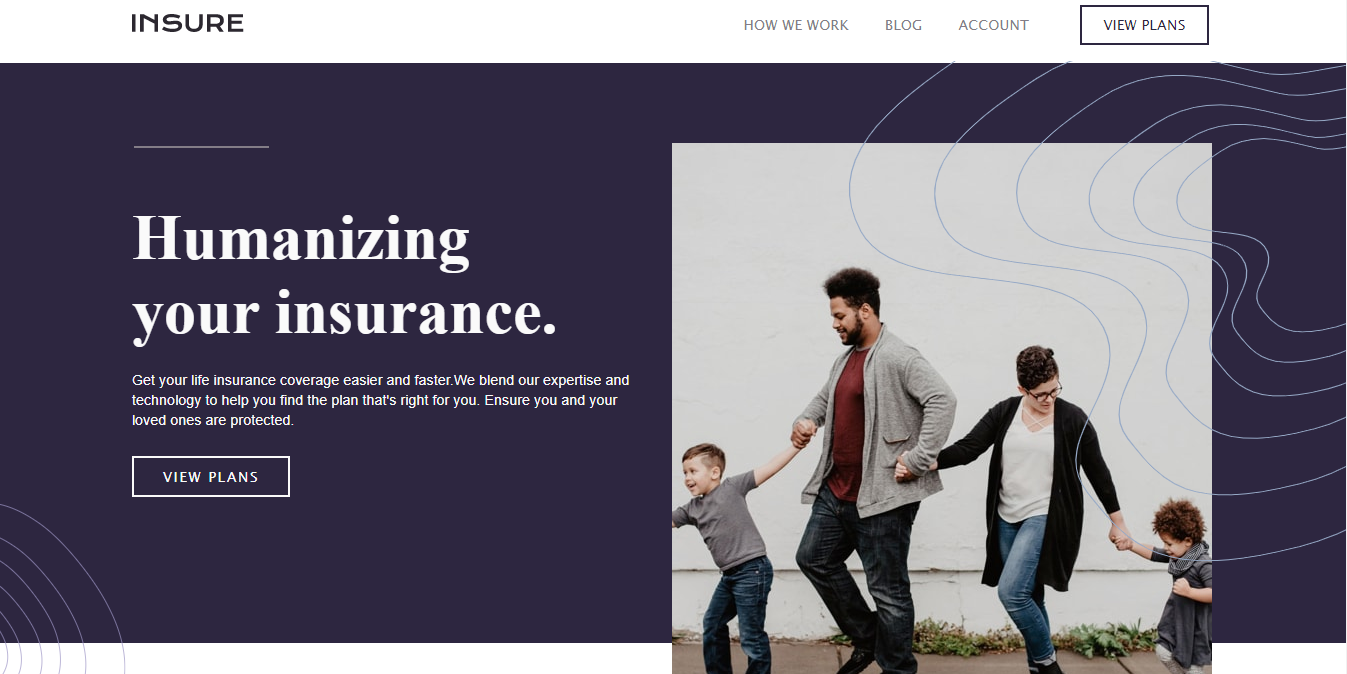 INSURE
HOW WE WORK BLOG ACCOUNT VIEW PLANS
Humanizing
your insurance.
Get your life insurance coverage easier and faster.We blend our expertise and
technology to help you find the plan that's right for you. Ensure you and your
loved ones are protected.
VIEW PLANS